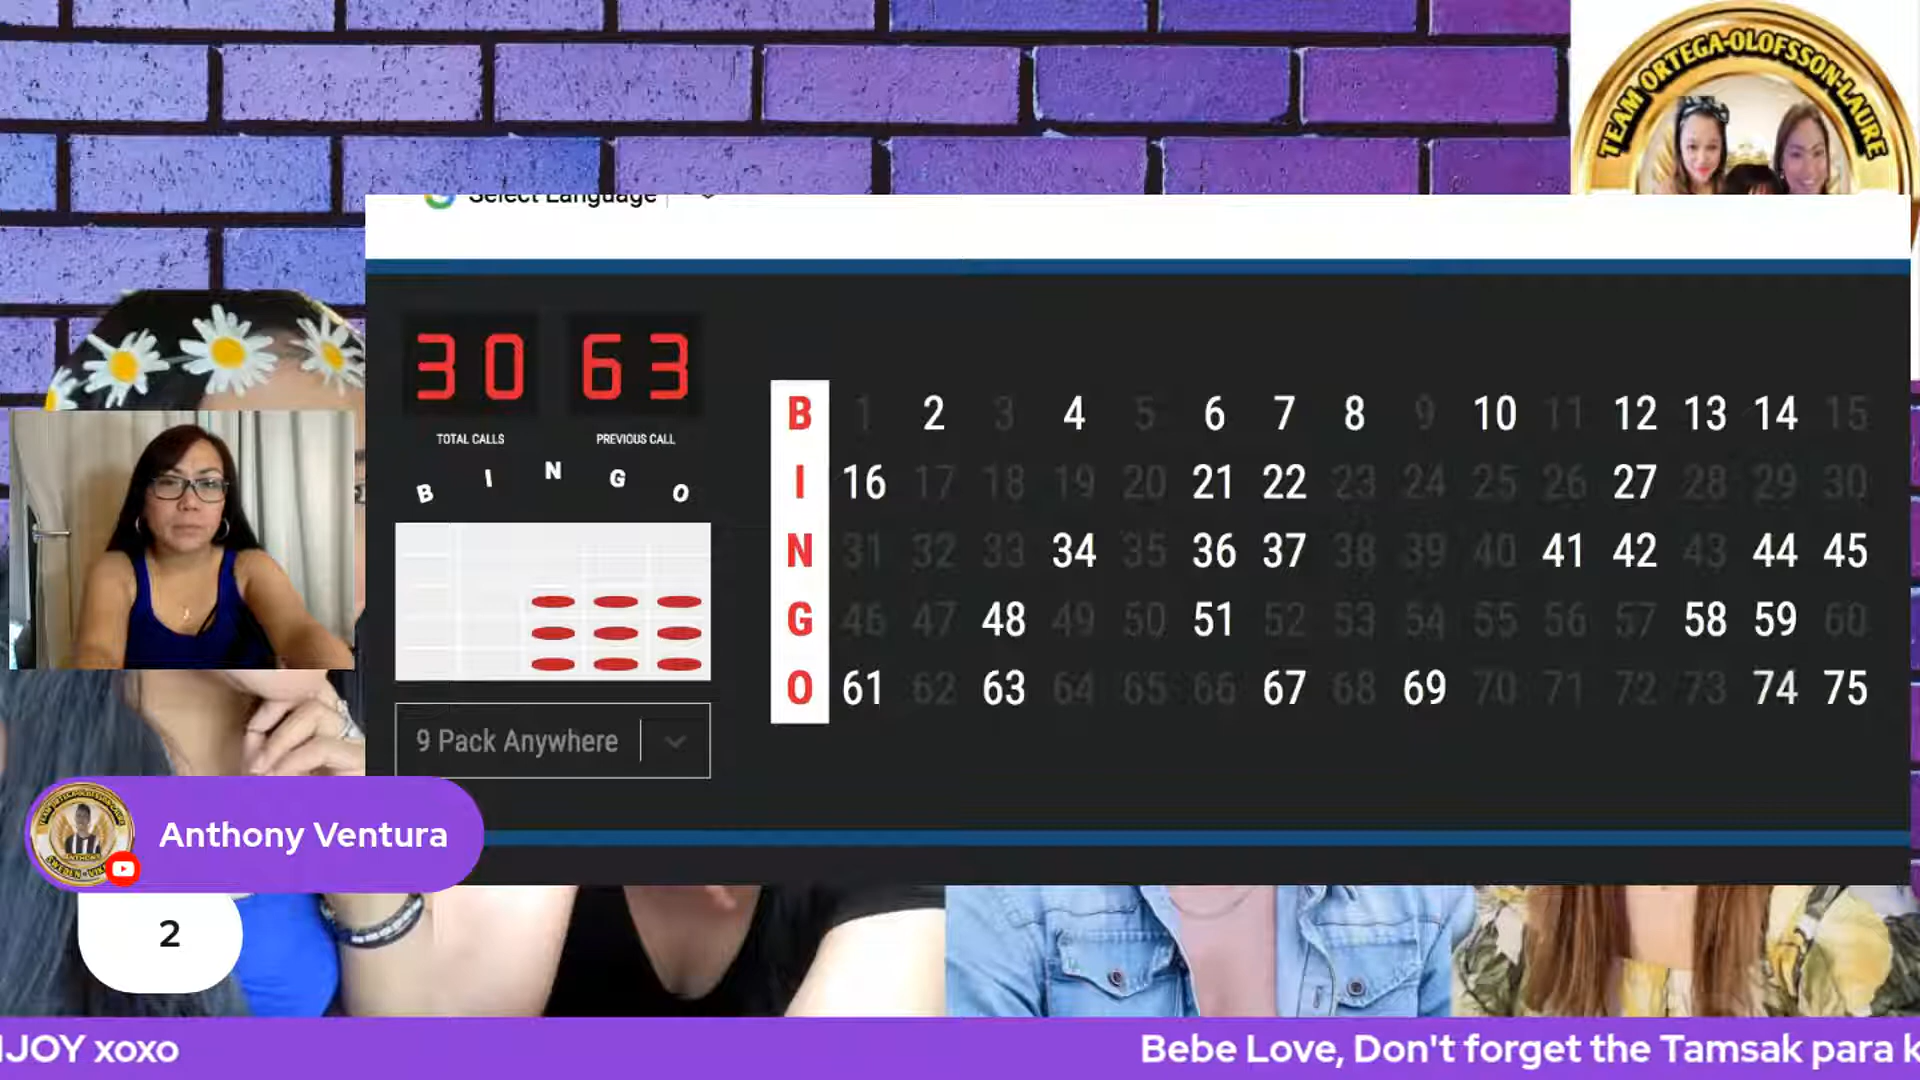 TEAM ORTEGA-OLOFSSON-LAURE
Select Language
30 63
TOTAL CALLS PREVIOUS CALL
B I N G O
9 Pack Anywhere
B 1 2 3 4 5 6 7 8 9 10 11 12 13 14 15
I 16 17 18 19 20 21 22 23 24 25 26 27 28 29 30
N 31 32 33 34 35 36 37 38 39 40 41 42 43 44 45
G 46 47 48 49 50 51 52 53 54 55 56 57 58 59 60
O 61 62 63 64 65 66 67 68 69 70 71 72 73 74 75
Anthony Ventura
2
JOY xoxo
Bebe Love, Don't forget the Tamsak para